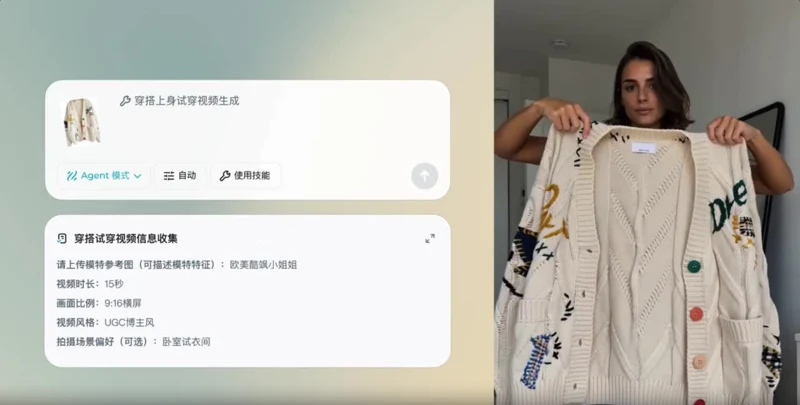 穿搭上身试穿视频生成
Agent 模式
自动
使用技能
穿搭试穿视频信息收集
请上传模特参考图（可描述模特特征）：欧美酷飒小姐姐
视频时长：15秒
画面比例：9:16横屏
视频风格：UGC博主风
拍摄场景偏好（可选）：卧室试衣间